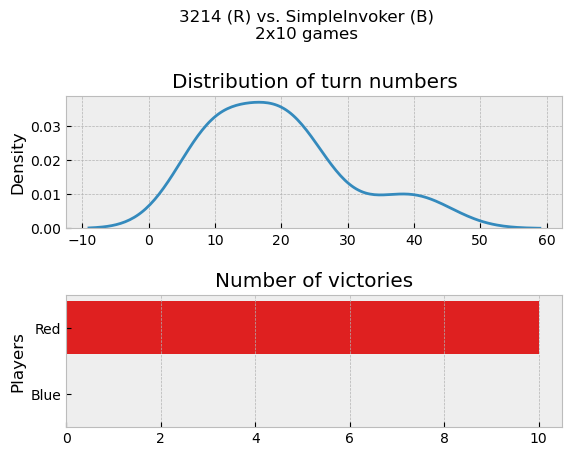 3214 (R) vs. SimpleInvoker (B)
2x10 games
Distribution of turn numbers
Density
0.03
0.02
0.01
0.00
−10 0 10 20 30 40 50 60
Number of victories
Players
Red
Blue
0 2 4 6 8 10